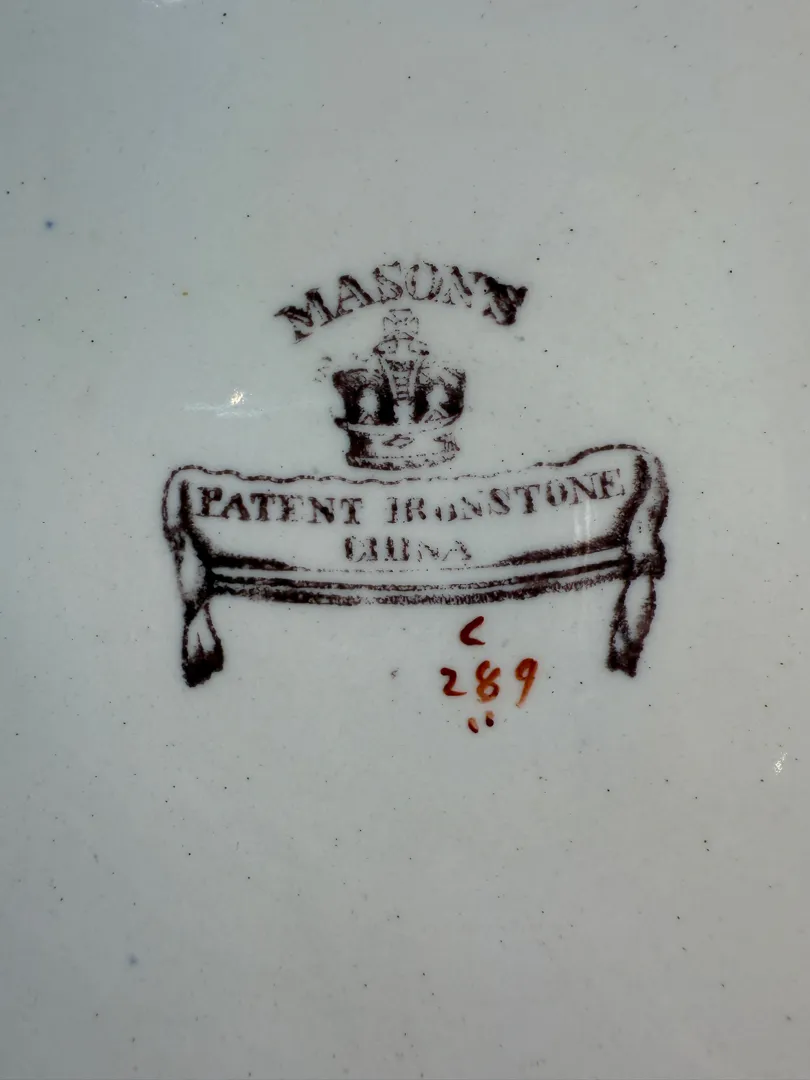 MASON'S
PATENT IRONSTONE
CHINA
C
289